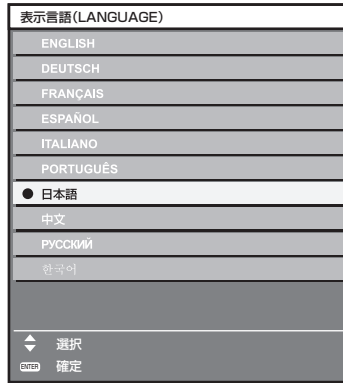 表示言語(LANGUAGE)
ENGLISH
DEUTSCH
FRANÇAIS
ESPAÑOL
ITALIANO
PORTUGUÊS
日本語
中文
РУССКИЙ
한국어
選択
ENTER 確定